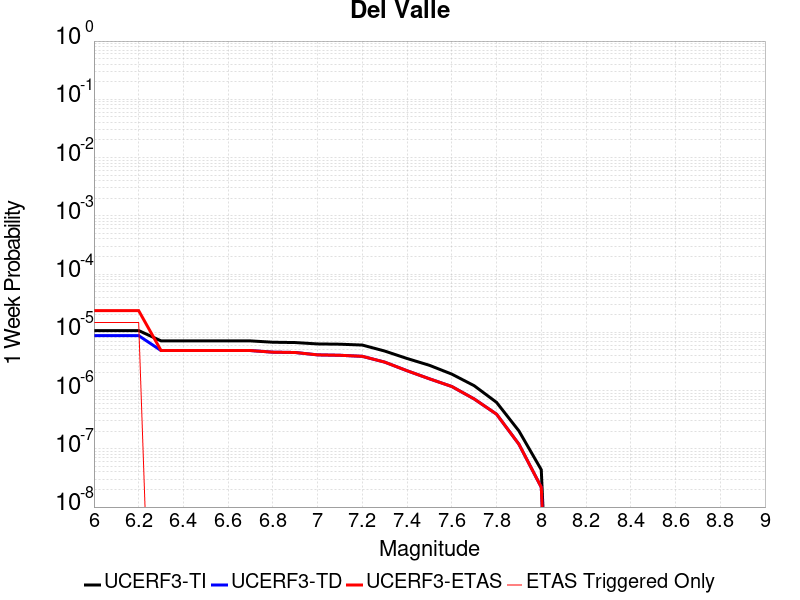 Del Valle
1 Week Probability
10^0
10^-1
10^-2
10^-3
10^-4
10^-5
10^-6
10^-7
10^-8
6 6.2 6.4 6.6 6.8 7 7.2 7.4 7.6 7.8 8 8.2 8.4 8.6 8.8 9
Magnitude
UCERF3-TI UCERF3-TD UCERF3-ETAS ETAS Triggered Only